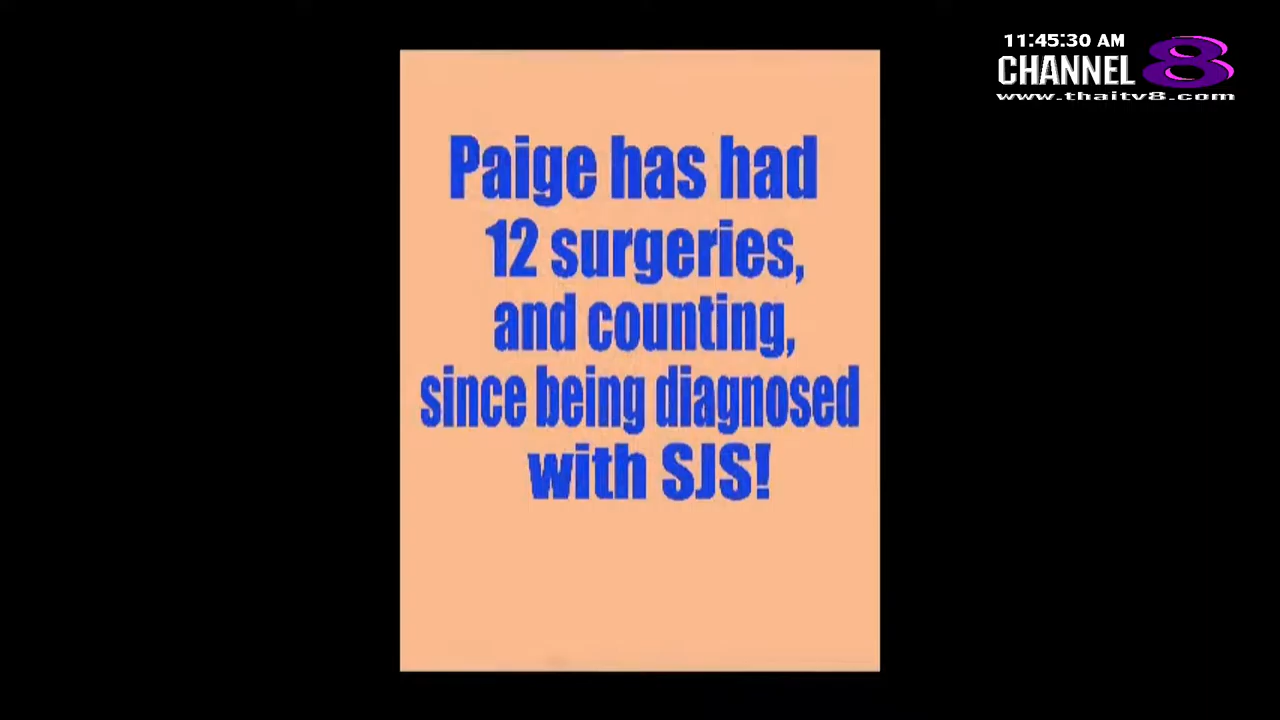 11:45:30 AM
CHANNEL 8
www.thaitv8.com
Paige has had
12 surgeries,
and counting,
since being diagnosed
with SJS!